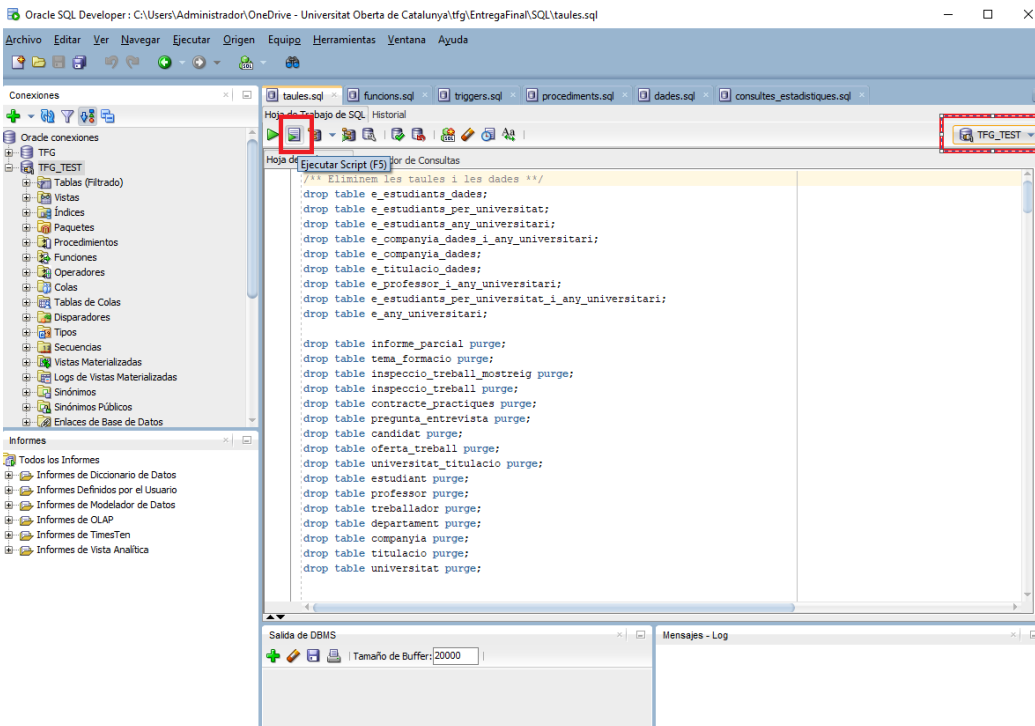 Oracle SQL Developer : C:\Users\Administrador\OneDrive - Universitat Oberta de Catalunya\tfg\EntregaFinal\SQL\taules.sql
Archivo Editar Ver Navegar Ejecutar Origen Equipo Herramientas Ventana Ayuda
Conexiones
Oracle conexiones
TFG
TFG_TEST
Tablas (Filtrado)
Vistas
Índices
Paquetes
Procedimientos
Funciones
Operadores
Colas
Tablas de Colas
Disparadores
Tipos
Secuencias
Vistas Materializadas
Logs de Vistas Materializadas
Sinónimos
Sinónimos Públicos
Enlaces de Base de Datos
Informes
Todos los Informes
Informes de Diccionario de Datos
Informes Definidos por el Usuario
Informes de Modelador de Datos
Informes de OLAP
Informes de TimesTen
Informes de Vista Analítica
taules.sql funcions.sql triggers.sql procediments.sql dades.sql consultes_estadistiques.sql
Hoja de Trabajo de SQL Historial
TFG_TEST
Hoja de dor de Consultas
Ejecutar Script (F5)
/** Eliminem les taules i les dades **/
drop table e_estudiants_dades;
drop table e_estudiants_per_universitat;
drop table e_estudiants_any_universitari;
drop table e_companyia_dades_i_any_universitari;
drop table e_companyia_dades;
drop table e_titulacio_dades;
drop table e_professor_i_any_universitari;
drop table e_estudiants_per_universitat_i_any_universitari;
drop table e_any_universitari;
drop table informe_parcial purge;
drop table tema_formacio purge;
drop table inspeccio_treball_mostreig purge;
drop table inspeccio_treball purge;
drop table contracte_practiques purge;
drop table pregunta_entrevista purge;
drop table candidat purge;
drop table oferta_treball purge;
drop table universitat_titulacio purge;
drop table estudiant purge;
drop table professor purge;
drop table treballador purge;
drop table departament purge;
drop table companyia purge;
drop table titulacio purge;
drop table universitat purge;
Salida de DBMS
Tamaño de Buffer: 20000
Mensajes - Log